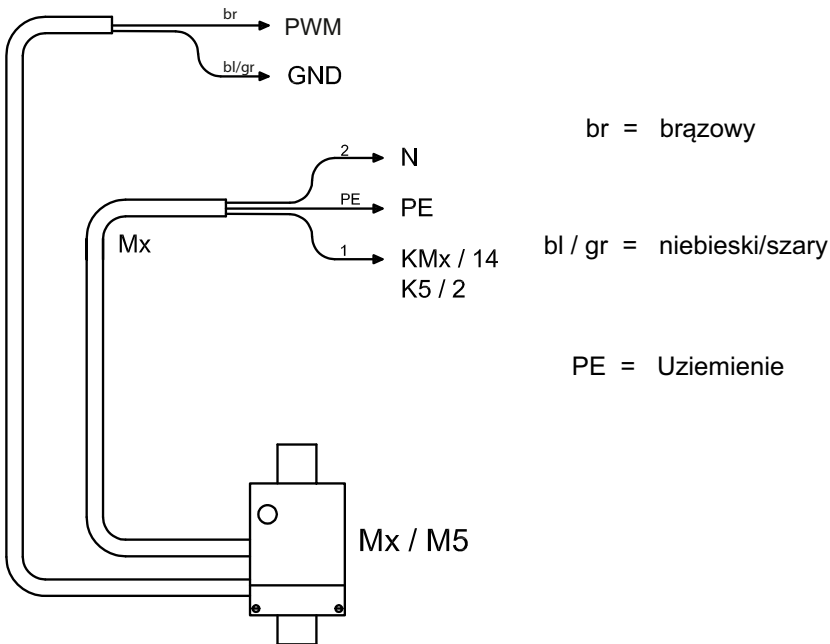 br
PWM
bl/gr
GND
br = brązowy
2
N
PE
PE
Mx
bl / gr = niebieski/szary
1
KMx / 14
K5 / 2
PE = Uziemienie
Mx / M5